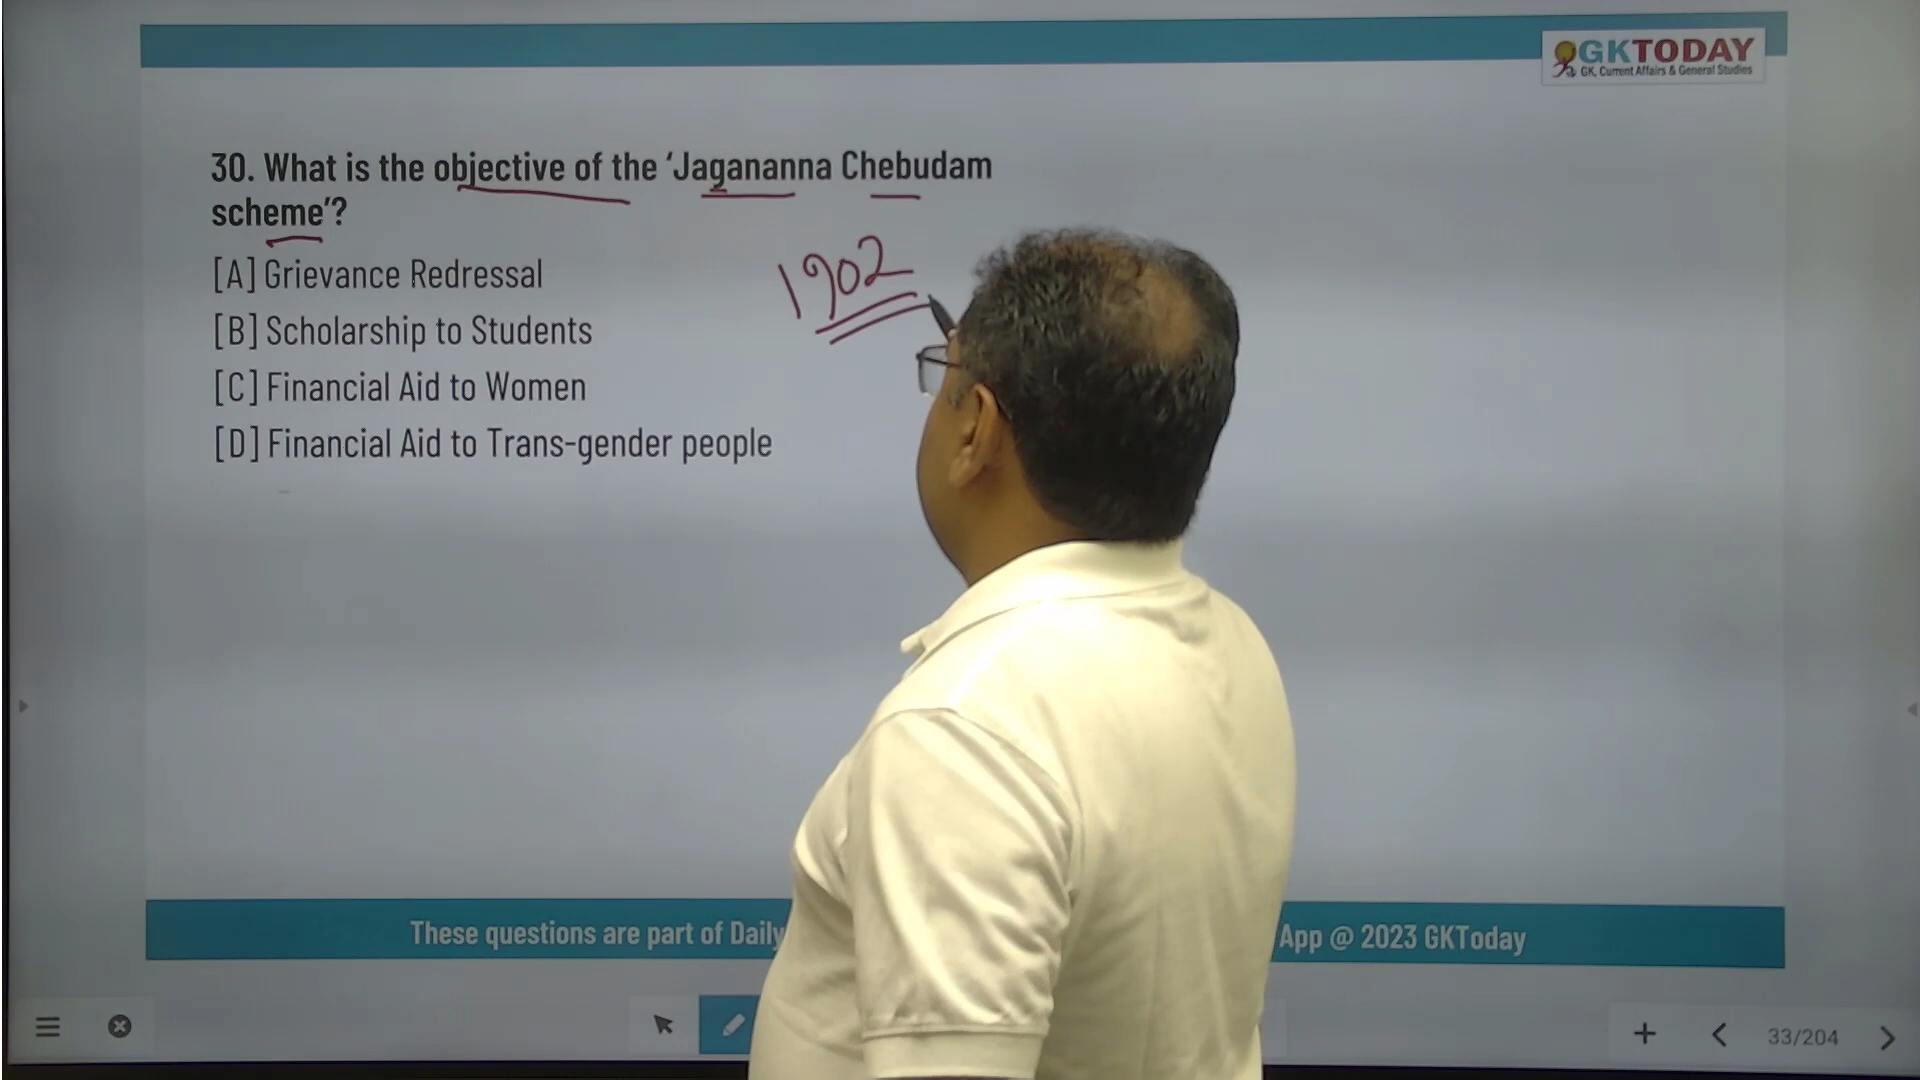 GKTODAY
GK, Current Affairs & General Studies
30. What is the objective of the ‘Jagananna Chebudam
scheme’?
1902
[A] Grievance Redressal
[B] Scholarship to Students
[C] Financial Aid to Women
[D] Financial Aid to Trans-gender people
These questions are part of Daily
App @ 2023 GKToday
33/204